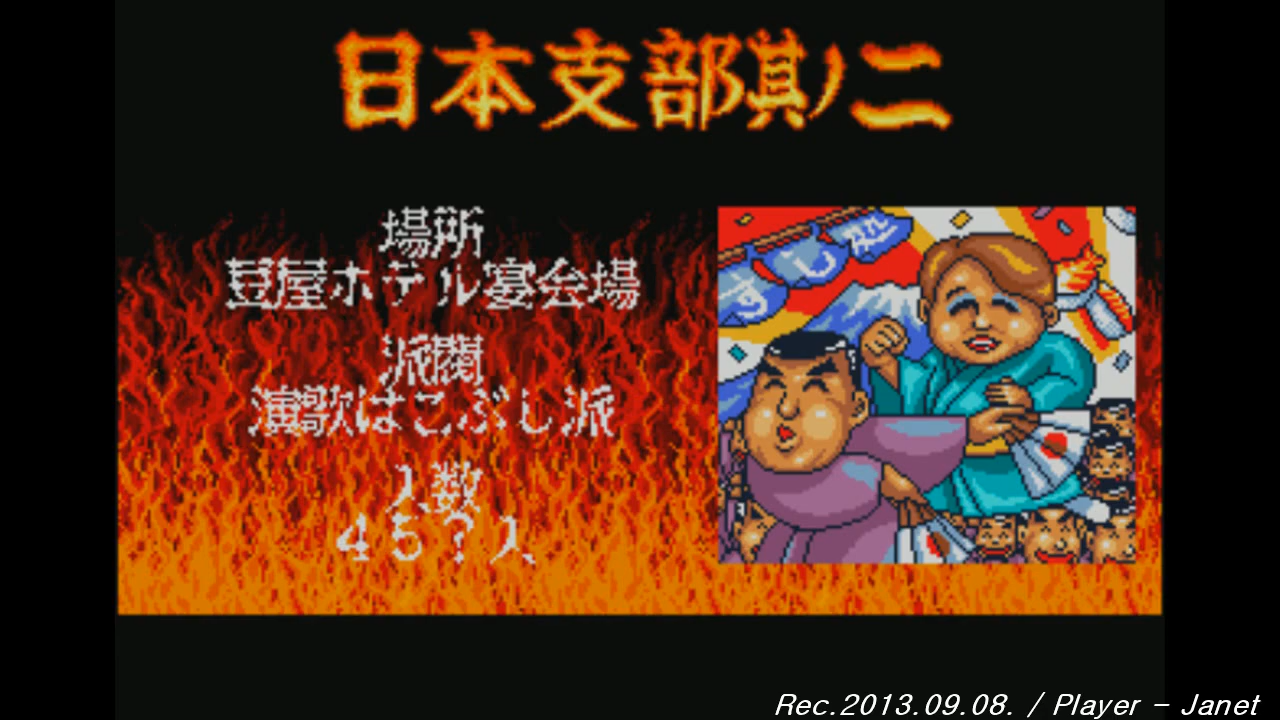 日本支部其ノ二
場所
豆屋ホテル宴会場
派閥
演歌はこぶし派
人数
45?人
Rec.2013.09.08. / Player - Janet